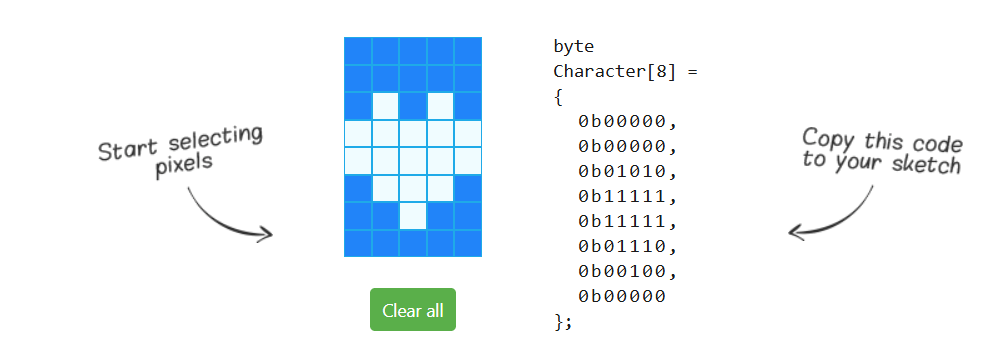 Start selecting
pixels
Clear all
byte
Character[8] =
{
0b00000,
0b00000,
0b01010,
0b11111,
0b11111,
0b01110,
0b00100,
0b00000
};
Copy this code
to your sketch